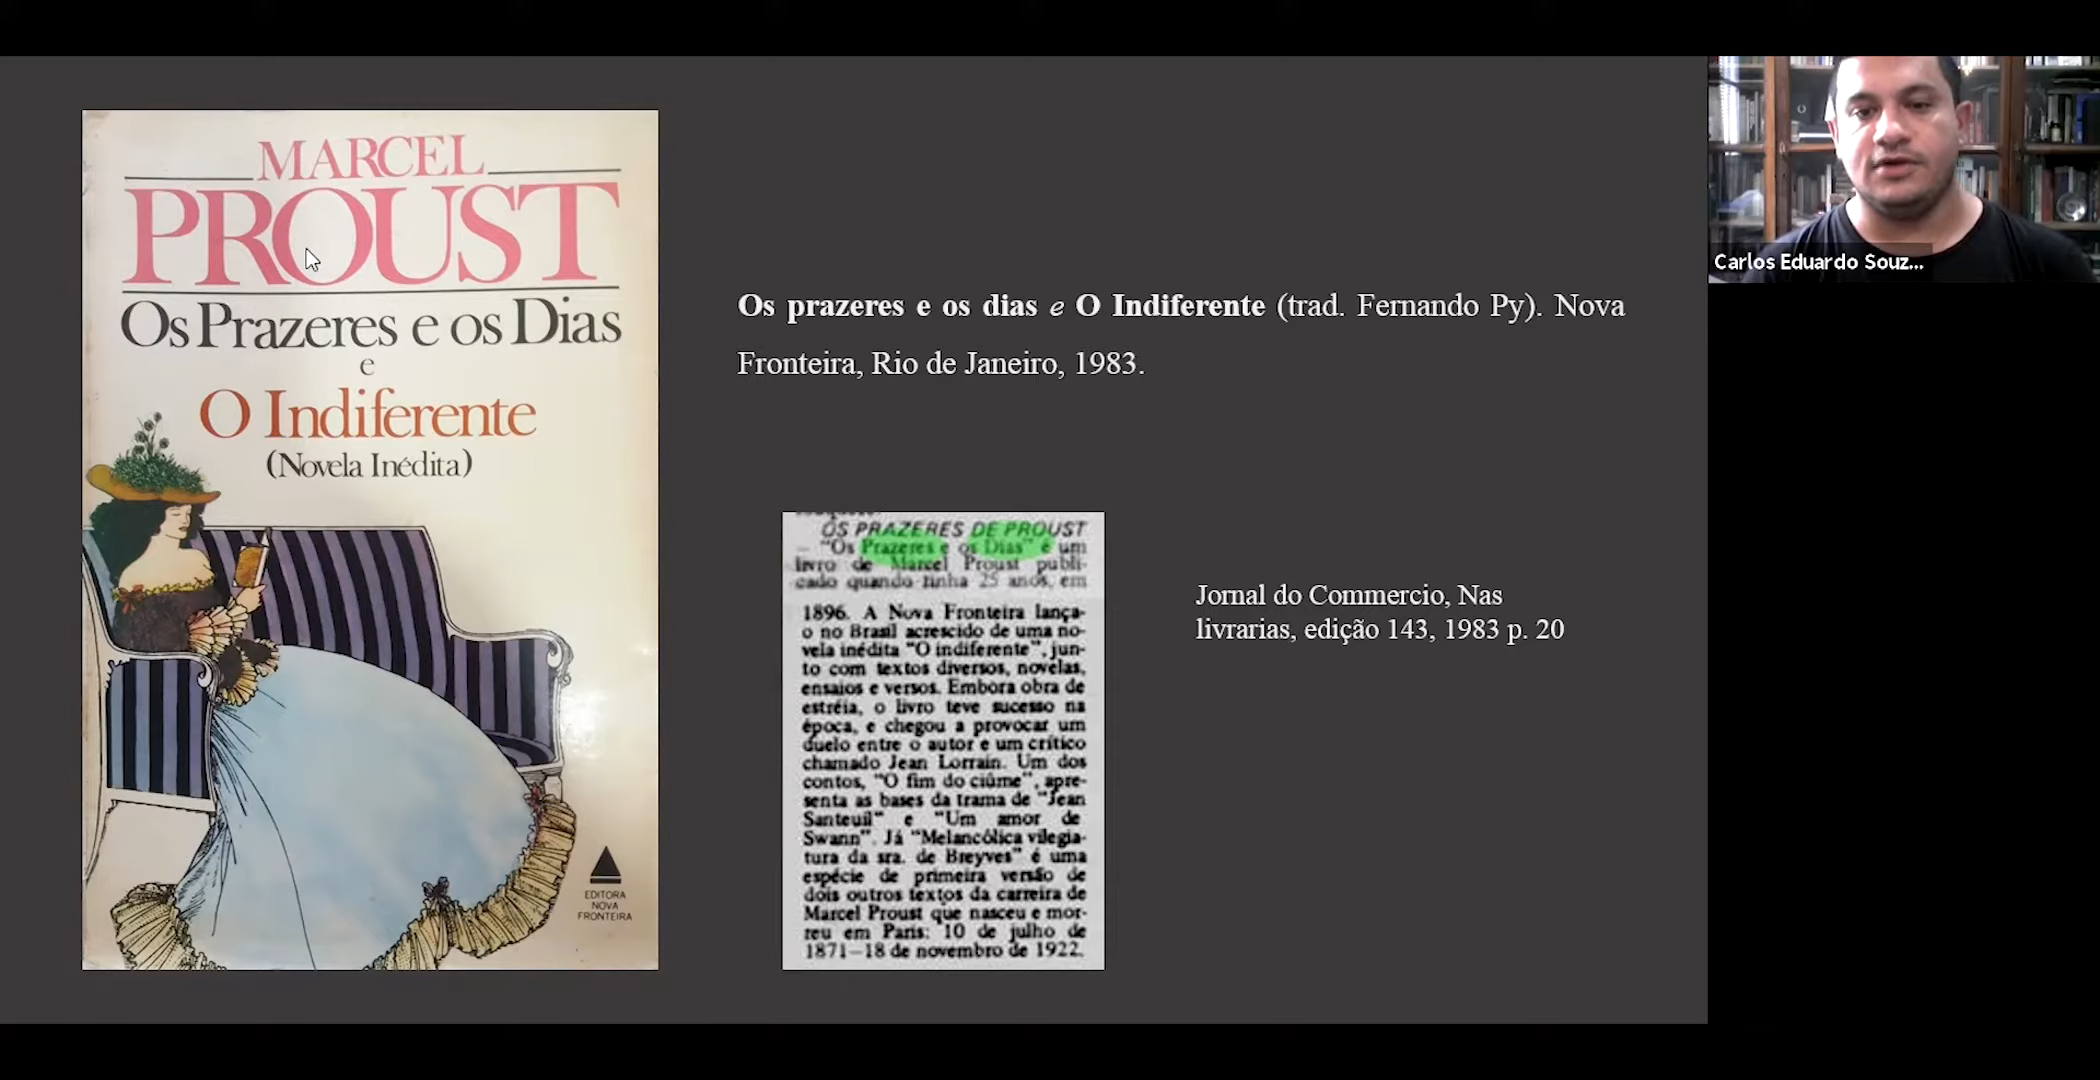 MARCEL
PROUST
Os Prazeres e os Dias
e
O Indiferente
(Novela Inédita)
EDITORA
NOVA
FRONTEIRA
Os prazeres e os dias e O Indiferente (trad. Fernando Py). Nova
Fronteira, Rio de Janeiro, 1983.
OS PRAZERES DE PROUST
— "Os Prazeres e os Dias" é um
livro de Marcel Proust publi-
cado quando tinha 25 anos, em
1896. A Nova Fronteira lança-
o no Brasil acrescido de uma no-
vela inédita "O indiferente", jun-
to com textos diversos, novelas,
ensaios e versos. Embora obra de
estréia, o livro teve sucesso na
época, e chegou a provocar um
duelo entre o autor e um crítico
chamado Jean Lorrain. Um dos
contos, "O fim do ciúme", apre-
senta as bases da trama de "Jean
Santeuil" e "Um amor de
Swann". Já "Melancólica vilegia-
tura da sra. de Breyves" é uma
espécie de primeira versão de
dois outros textos da carreira de
Marcel Proust que nasceu e mor-
reu em Paris: 10 de julho de
1871—18 de novembro de 1922.
Jornal do Commercio, Nas
livrarias, edição 143, 1983 p. 20
Carlos Eduardo Souz...